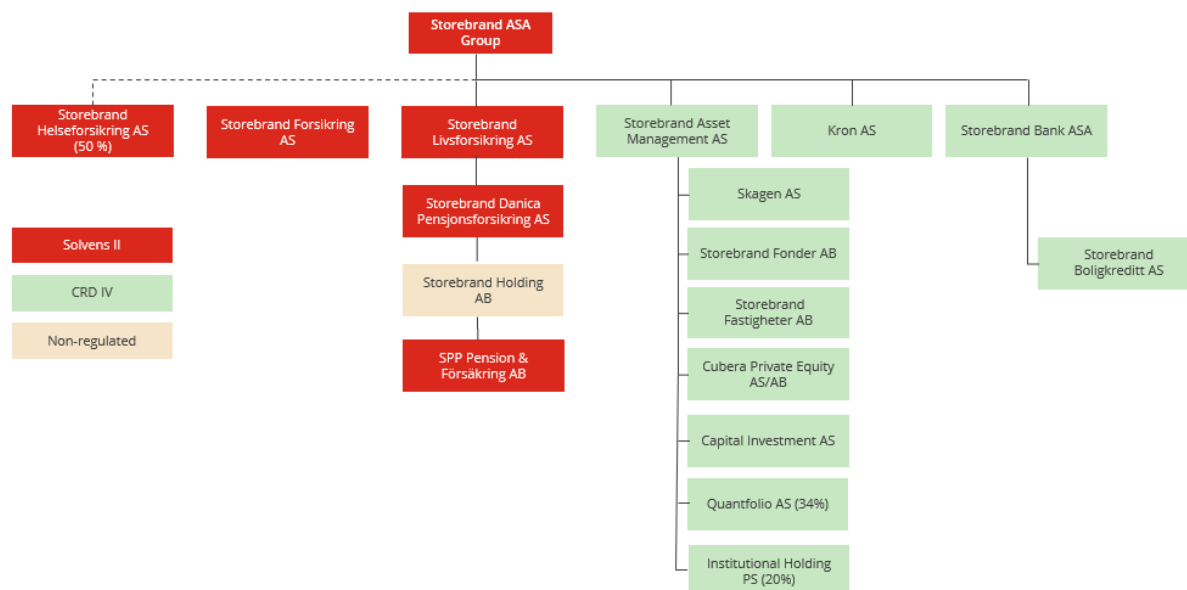 Storebrand ASA
Group
Storebrand
Helseforsikring AS
(50 %)
Storebrand Forsikring
AS
Storebrand
Livsforsikring AS
Storebrand Asset
Management AS
Kron AS
Storebrand Bank ASA
Storebrand Danica
Pensjonsforsikring AS
Skagen AS
Solvens II
Storebrand Fonder AB
Storebrand
Boligkreditt AS
CRD IV
Storebrand Holding
AB
Storebrand
Fastigheter AB
Non-regulated
SPP Pension &
Försäkring AB
Cubera Private Equity
AS/AB
Capital Investment AS
Quantfolio AS (34%)
Institutional Holding
PS (20%)